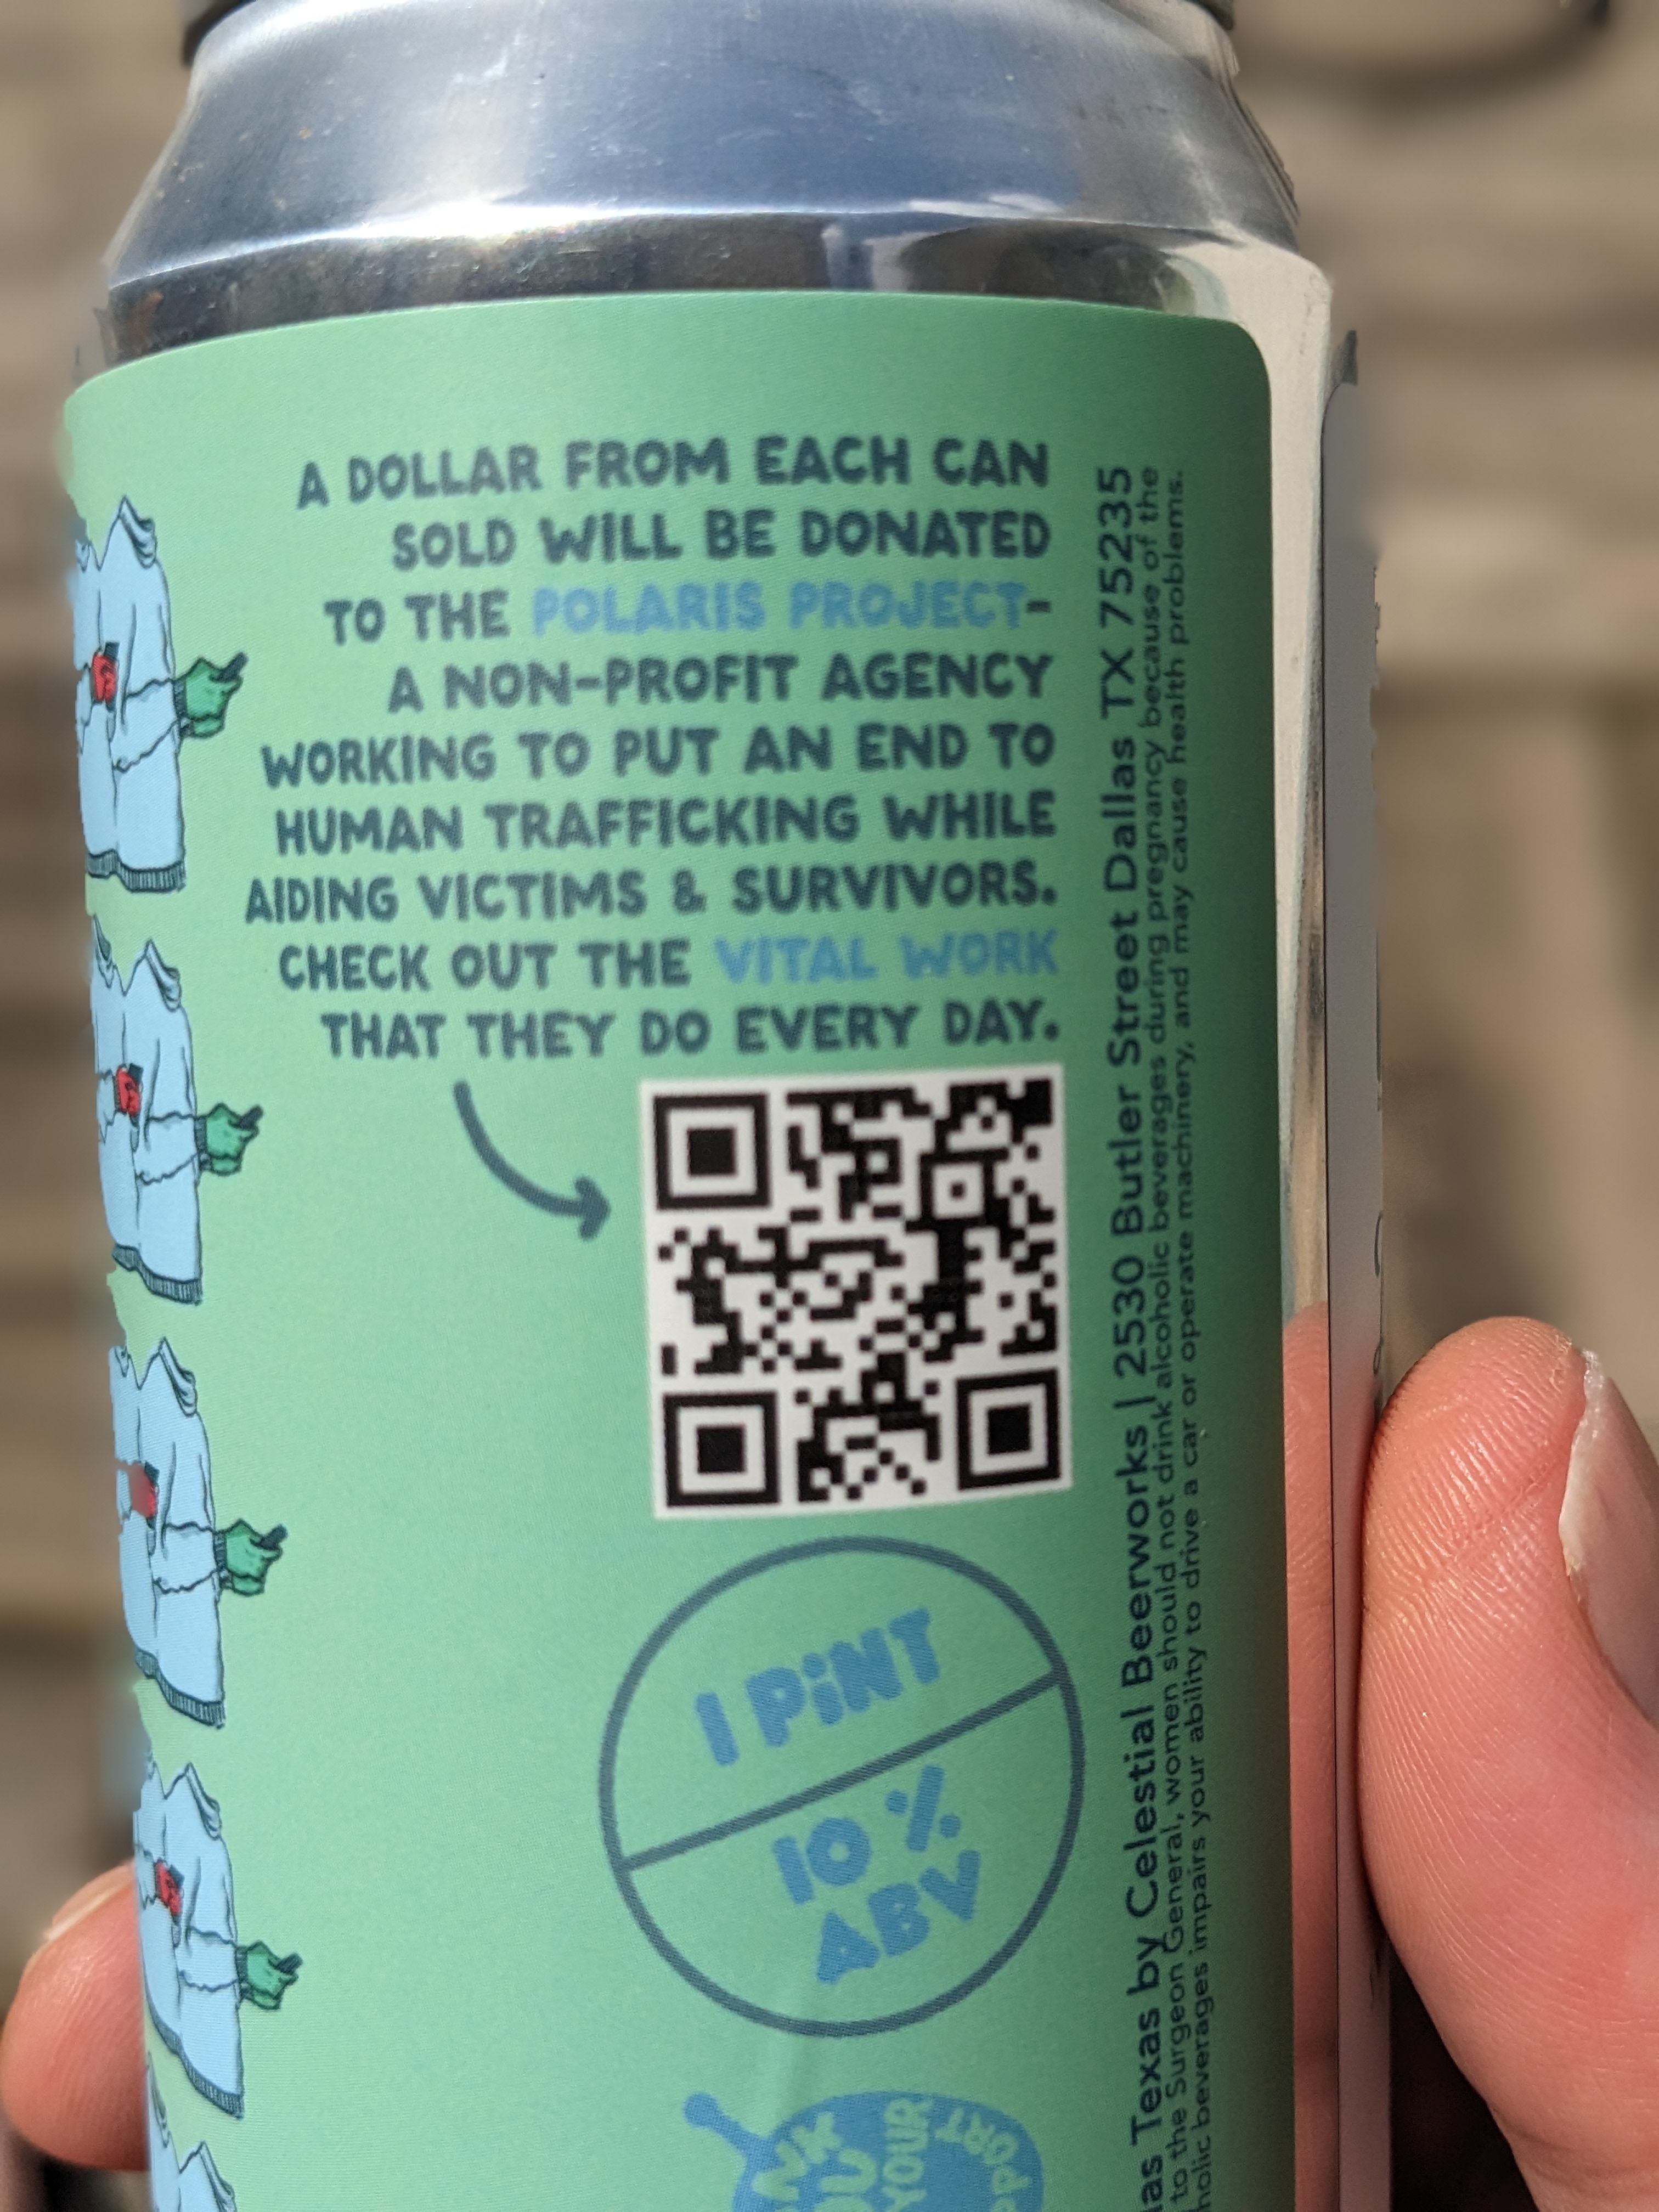 A DOLLAR FROM EACH CAN
SOLD WILL BE DONATED
TO THE POLARIS PROJECT-
A NON-PROFIT AGENCY
WORKING TO PUT AN END TO
HUMAN TRAFFICKING WHILE
AIDING VICTIMS & SURVIVORS.
CHECK OUT THE VITAL WORK
THAT THEY DO EVERY DAY.
1 PiNT
10 %
ABV
YOUR
Texas by Celestial Beerworks | 2530 Butler Street Dallas TX 75235
to the Surgeon General, women should not drink alcoholic beverages during pregnancy because of the
beverages impairs your ability to drive a car or operate machinery, and may cause health problems.